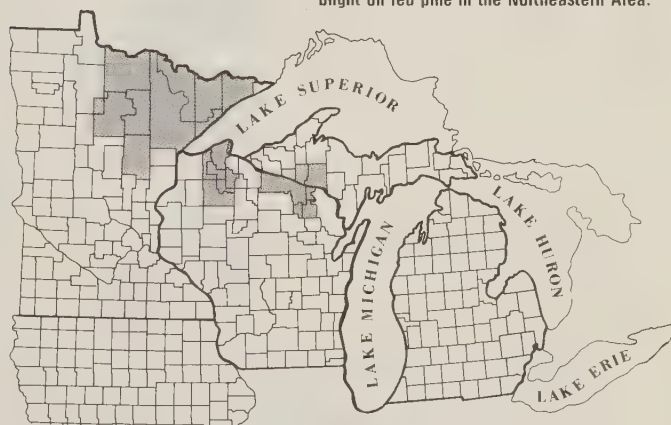 blight on red pine in the Northeastern Area.
LAKE SUPERIOR
LAKE MICHIGAN
LAKE HURON
LAKE ERIE